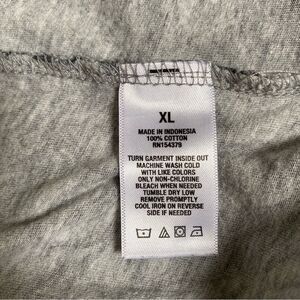 XL
MADE IN INDONESIA
100% COTTON
RN154379
TURN GARMENT INSIDE OUT
MACHINE WASH COLD
WITH LIKE COLORS
ONLY NON-CHLORINE
BLEACH WHEN NEEDED
TUMBLE DRY LOW
REMOVE PROMPTLY
COOL IRON ON REVERSE
SIDE IF NEEDED